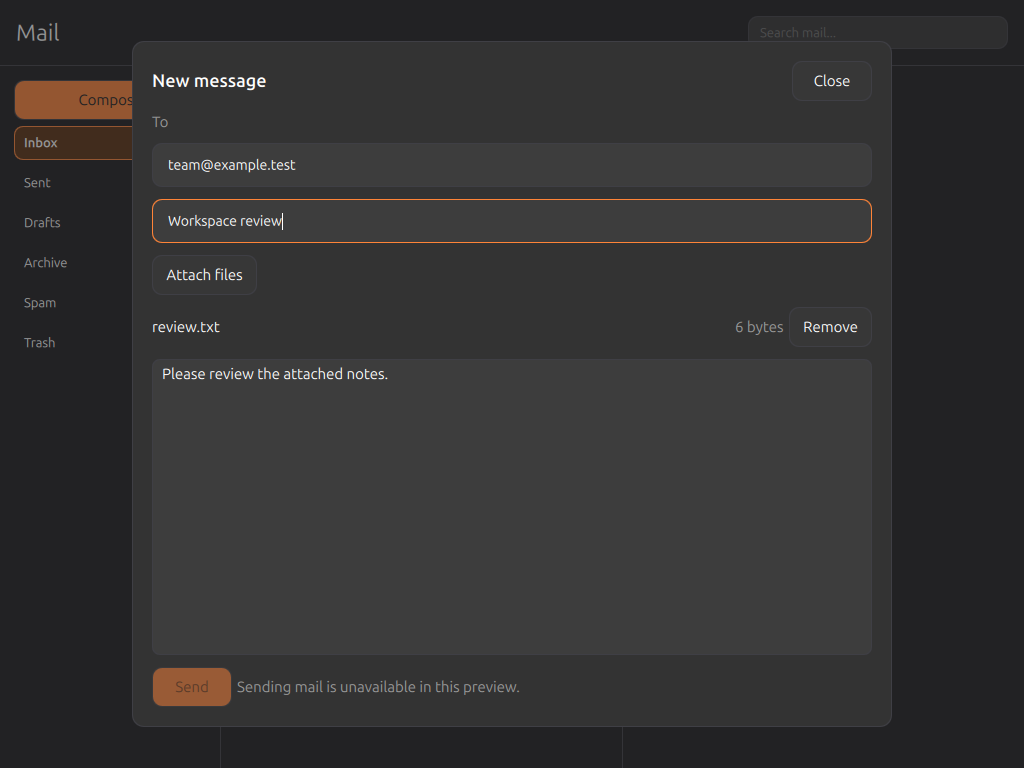 Mail
Search mail...
Compos
Inbox
Sent
Drafts
Archive
Spam
Trash
New message
Close
To
team@example.test
Workspace review
Attach files
review.txt
6 bytes
Remove
Please review the attached notes.
Send
Sending mail is unavailable in this preview.